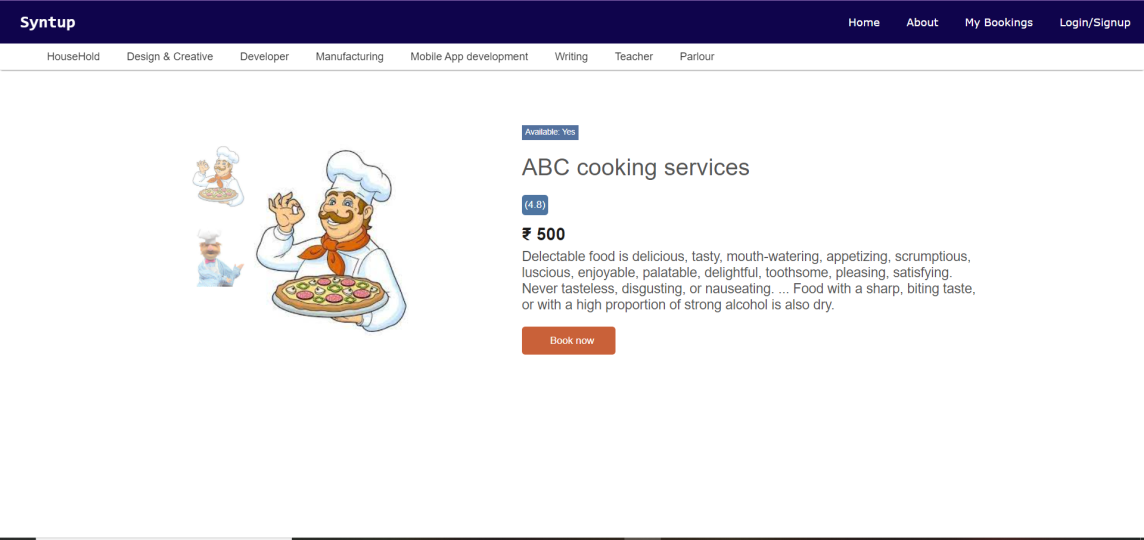 Syntup
Home About My Bookings Login/Signup
HouseHold Design & Creative Developer Manufacturing Mobile App development Writing Teacher Parlour
Available: Yes
ABC cooking services
(4.8)
₹ 500
Delectable food is delicious, tasty, mouth-watering, appetizing, scrumptious,
luscious, enjoyable, palatable, delightful, toothsome, pleasing, satisfying.
Never tasteless, disgusting, or nauseating. ... Food with a sharp, biting taste,
or with a high proportion of strong alcohol is also dry.
Book now